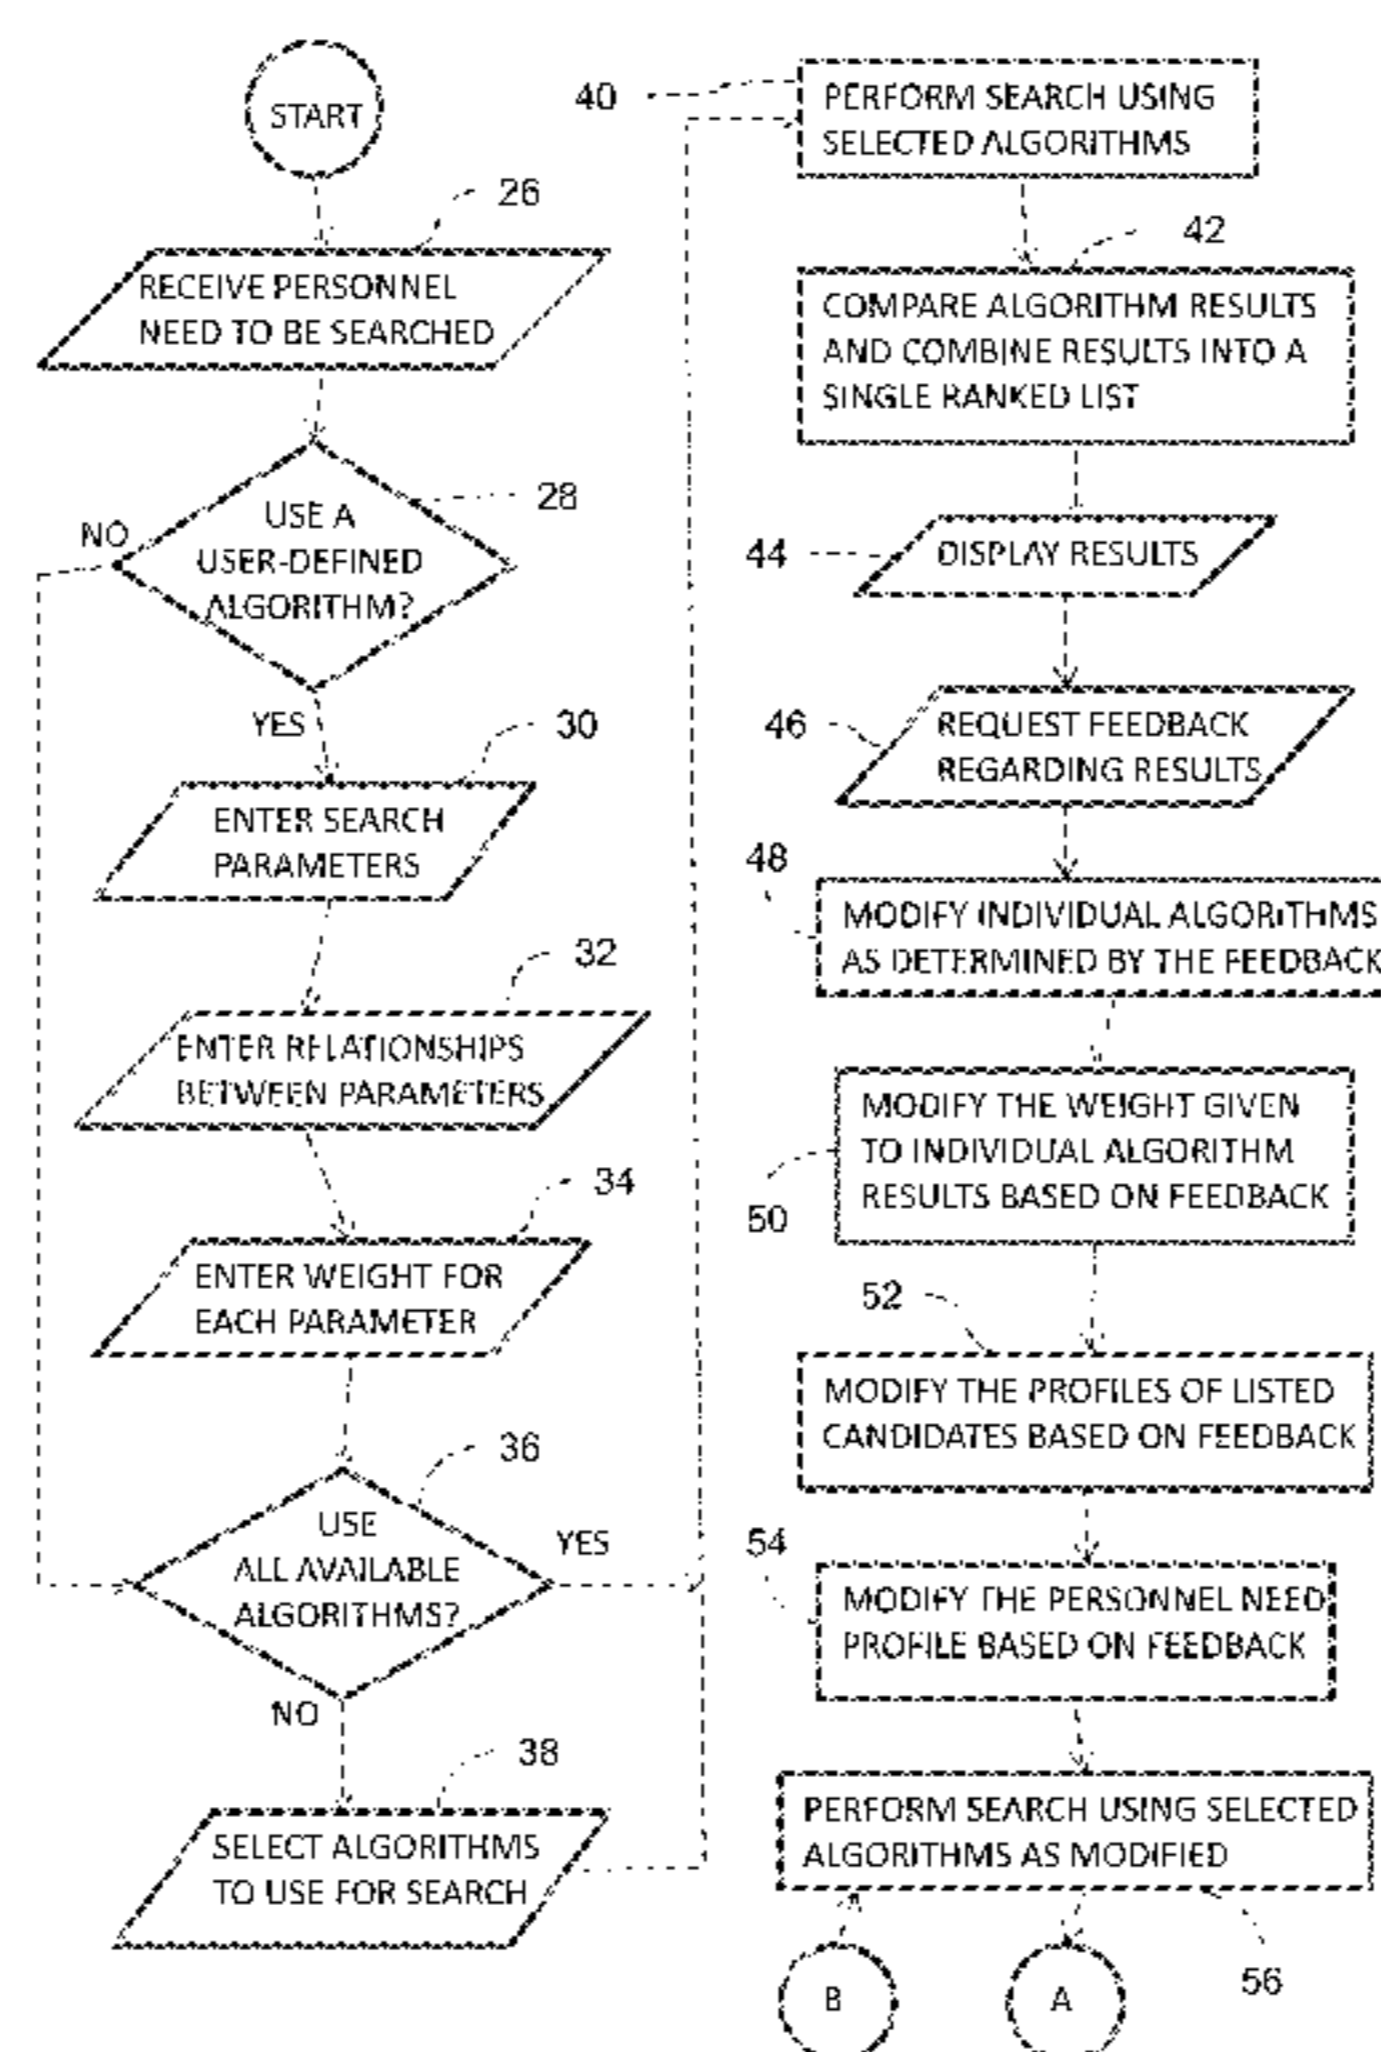 START
26
RECEIVE PERSONNEL
NEED TO BE SEARCHED
28
NO
USE A
USER-DEFINED
ALGORITHM?
YES
30
ENTER SEARCH
PARAMETERS
32
ENTER RELATIONSHIPS
BETWEEN PARAMETERS
34
ENTER WEIGHT FOR
EACH PARAMETER
36
USE
ALL AVAILABLE
ALGORITHMS?
YES
NO
38
SELECT ALGORITHMS
TO USE FOR SEARCH
40
PERFORM SEARCH USING
SELECTED ALGORITHMS
42
COMPARE ALGORITHM RESULTS
AND COMBINE RESULTS INTO A
SINGLE RANKED LIST
44
DISPLAY RESULTS
46
REQUEST FEEDBACK
REGARDING RESULTS
48
MODIFY INDIVIDUAL ALGORITHMS
AS DETERMINED BY THE FEEDBACK
MODIFY THE WEIGHT GIVEN
TO INDIVIDUAL ALGORITHM
RESULTS BASED ON FEEDBACK
50
52
MODIFY THE PROFILES OF LISTED
CANDIDATES BASED ON FEEDBACK
54
MODIFY THE PERSONNEL NEED
PROFILE BASED ON FEEDBACK
PERFORM SEARCH USING SELECTED
ALGORITHMS AS MODIFIED
56
B
A